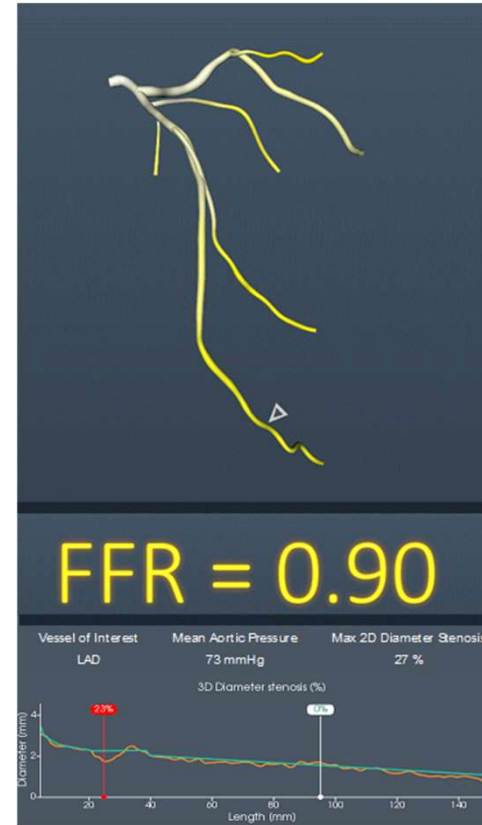 FFR = 0.90
Vessel of Interest Mean Aortic Pressure Max 2D Diameter Stenosis
LAD 73 mmHg 27 %
3D Diameter stenosis (%)
23% 0%
Diameter (mm)
4
2
0
20 40 60 80 100 120 140
Length (mm)